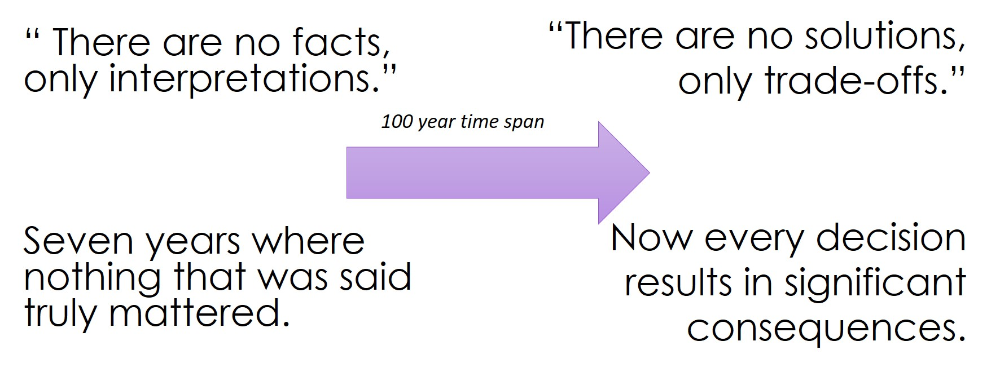 “ There are no facts,
only interpretations.”
“There are no solutions,
only trade-offs.”
100 year time span
Seven years where
nothing that was said
truly mattered.
Now every decision
results in significant
consequences.